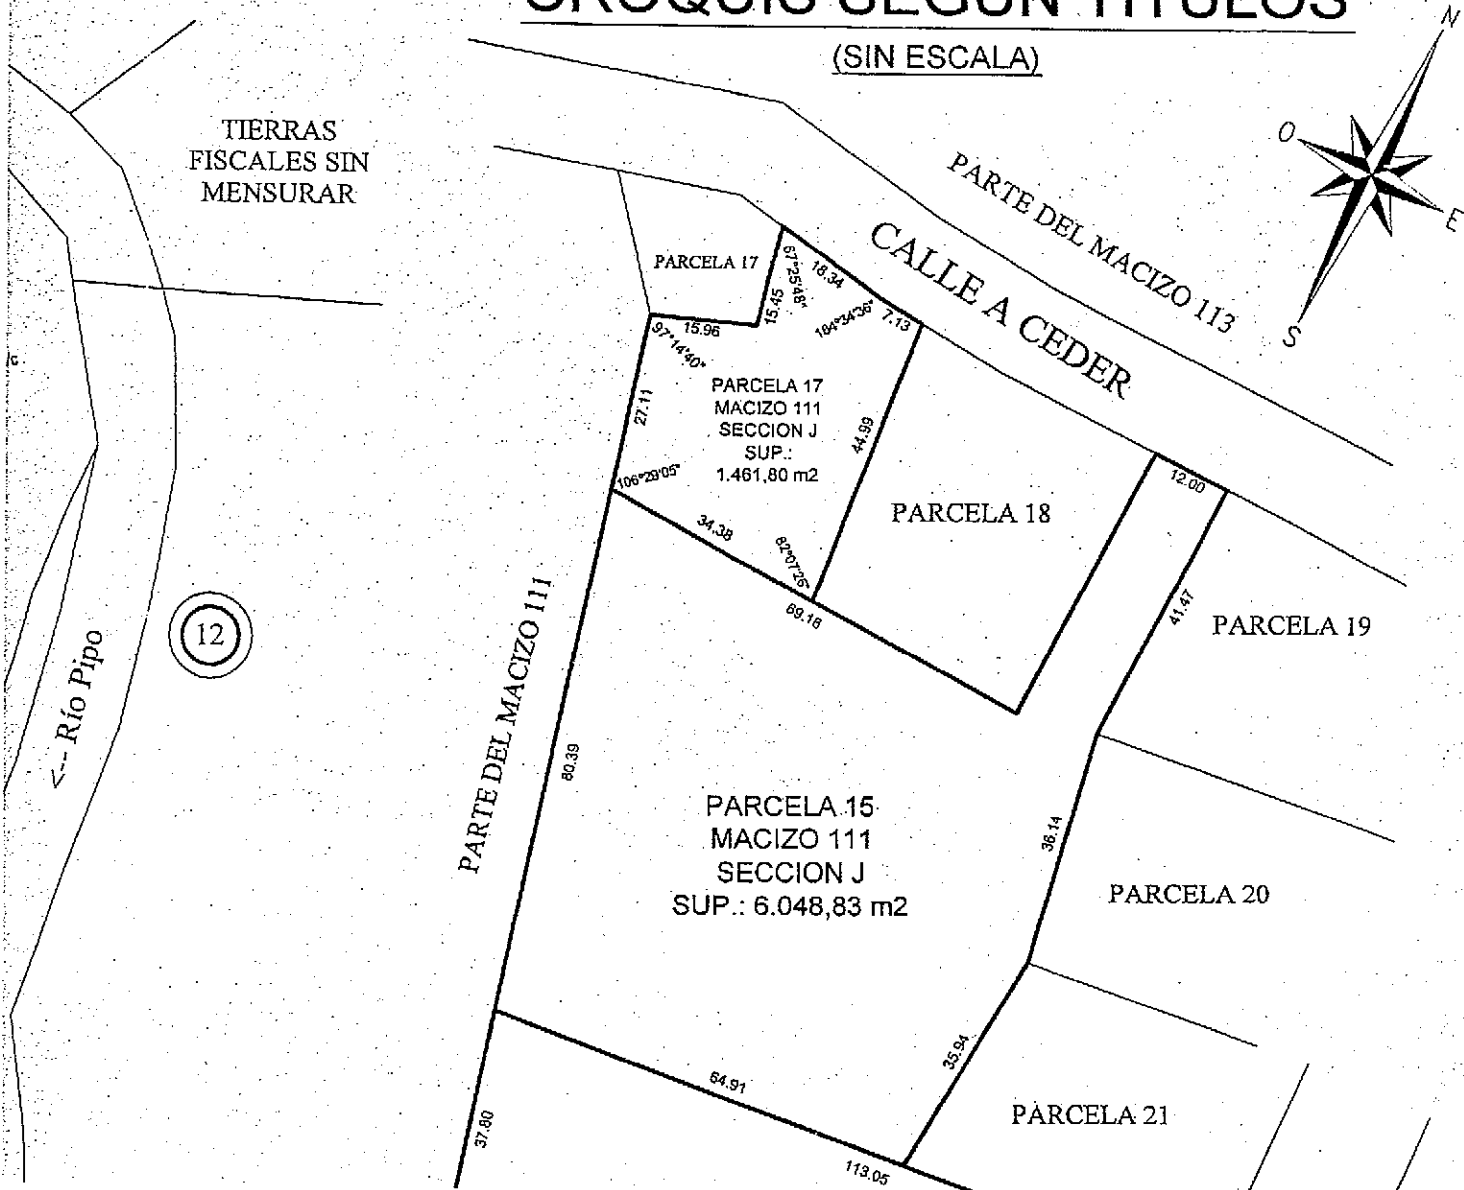 CROQUIS SEGUN TITULOS
(SIN ESCALA)
N
O
E
S
TIERRAS
FISCALES SIN
MENSURAR
PARTE DEL MACIZO 113
CALLE A CEDER
PARCELA 17
15.96
15.45
67°25'48"
18.34
184°34'36"
7.13
97°14'40"
27.11
PARCELA 17
MACIZO 111
SECCION J
SUP.:
1.461,80 m2
44.99
106°29'05"
34.38
82°07'26"
69.18
PARCELA 18
12.00
41.47
PARCELA 19
12
<--- Río Pipo
PARTE DEL MACIZO 111
80.39
PARCELA 15
MACIZO 111
SECCION J
SUP.: 6.048,83 m2
36.14
PARCELA 20
35.94
64.91
PARCELA 21
37.80
113.05